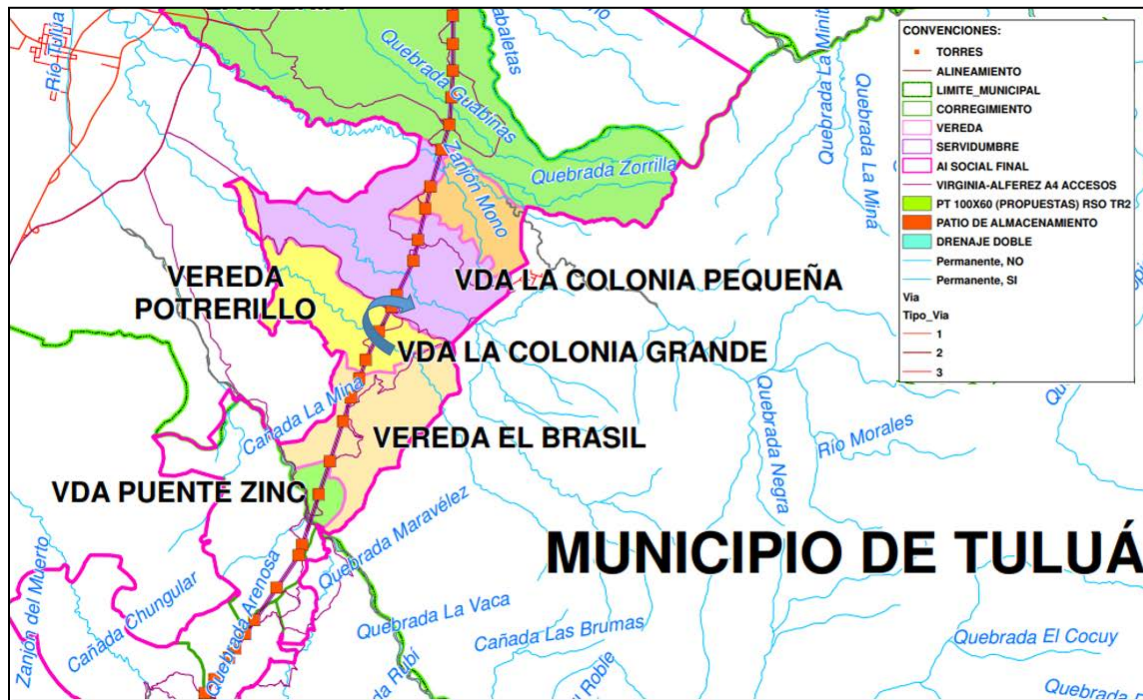 Quebrada Guabinas
Quebrada Zorrilla
Zanjón Mono
Río Tuluá
Quebrada La Mina
VEREDA
POTRERILLO
VDA LA COLONIA PEQUEÑA
VDA LA COLONIA GRANDE
Cañada La Mina
VEREDA EL BRASIL
VDA PUENTE ZINC
Quebrada Maravélez
Quebrada Negra
Río Morales
MUNICIPIO DE TULUÁ
Zanjón del Muerto
Cañada Chungular
Quebrada Arenosa
Quebrada La Vaca
Cañada Las Brumas
Quebrada El Cocuy
CONVENCIONES:
TORRES
ALINEAMIENTO
LIMITE_MUNICIPAL
CORREGIMIENTO
VEREDA
SERVIDUMBRE
AI SOCIAL FINAL
VIRGINIA-ALFEREZ A4 ACCESOS
PT 100X60 (PROPUESTAS) RSO TR2
PATIO DE ALMACENAMIENTO
DRENAJE DOBLE
Permanente, NO
Permanente, SI
Via
Tipo_Via
1
2
3